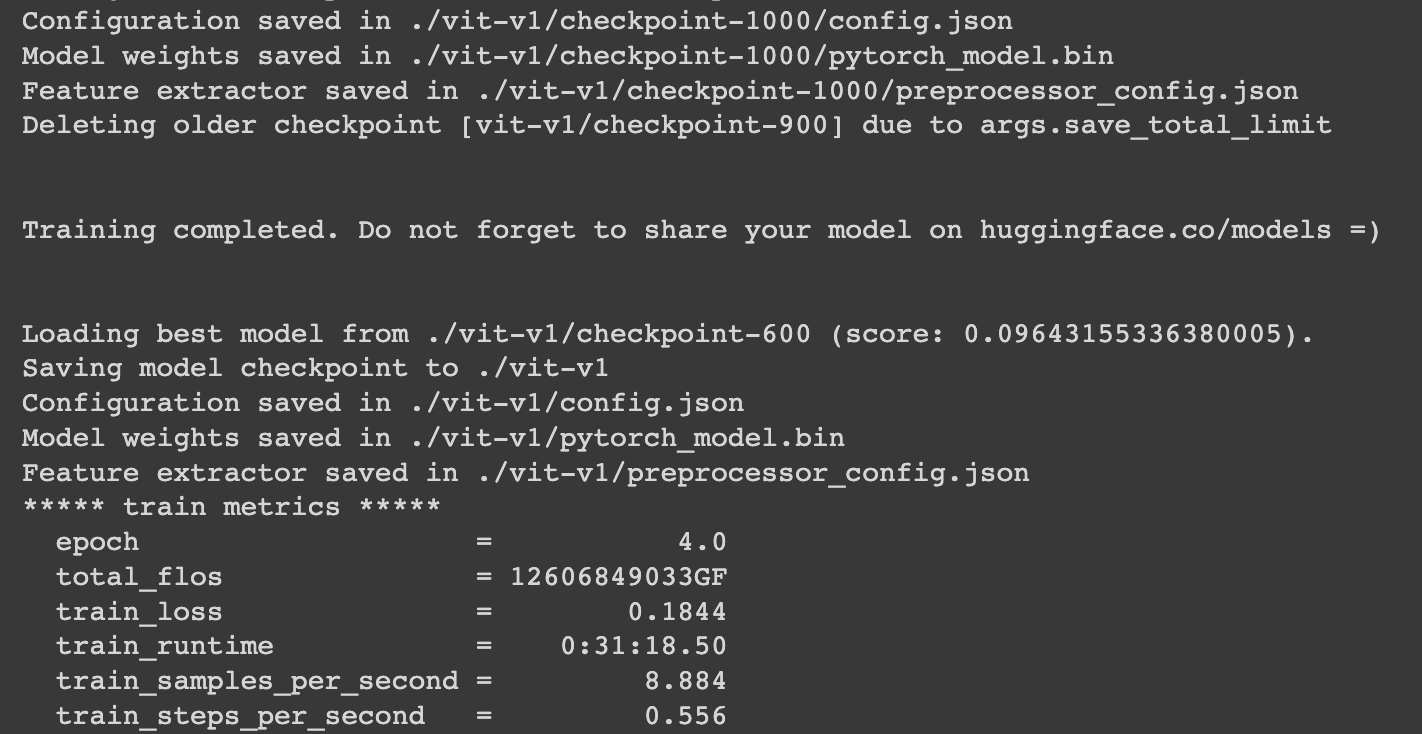 Configuration saved in ./vit-v1/checkpoint-1000/config.json
Model weights saved in ./vit-v1/checkpoint-1000/pytorch_model.bin
Feature extractor saved in ./vit-v1/checkpoint-1000/preprocessor_config.json
Deleting older checkpoint [vit-v1/checkpoint-900] due to args.save_total_limit
Training completed. Do not forget to share your model on huggingface.co/models =)
Loading best model from ./vit-v1/checkpoint-600 (score: 0.09643155336380005).
Saving model checkpoint to ./vit-v1
Configuration saved in ./vit-v1/config.json
Model weights saved in ./vit-v1/pytorch_model.bin
Feature extractor saved in ./vit-v1/preprocessor_config.json
***** train metrics *****
epoch = 4.0
total_flos = 12606849033GF
train_loss = 0.1844
train_runtime = 0:31:18.50
train_samples_per_second = 8.884
train_steps_per_second = 0.556